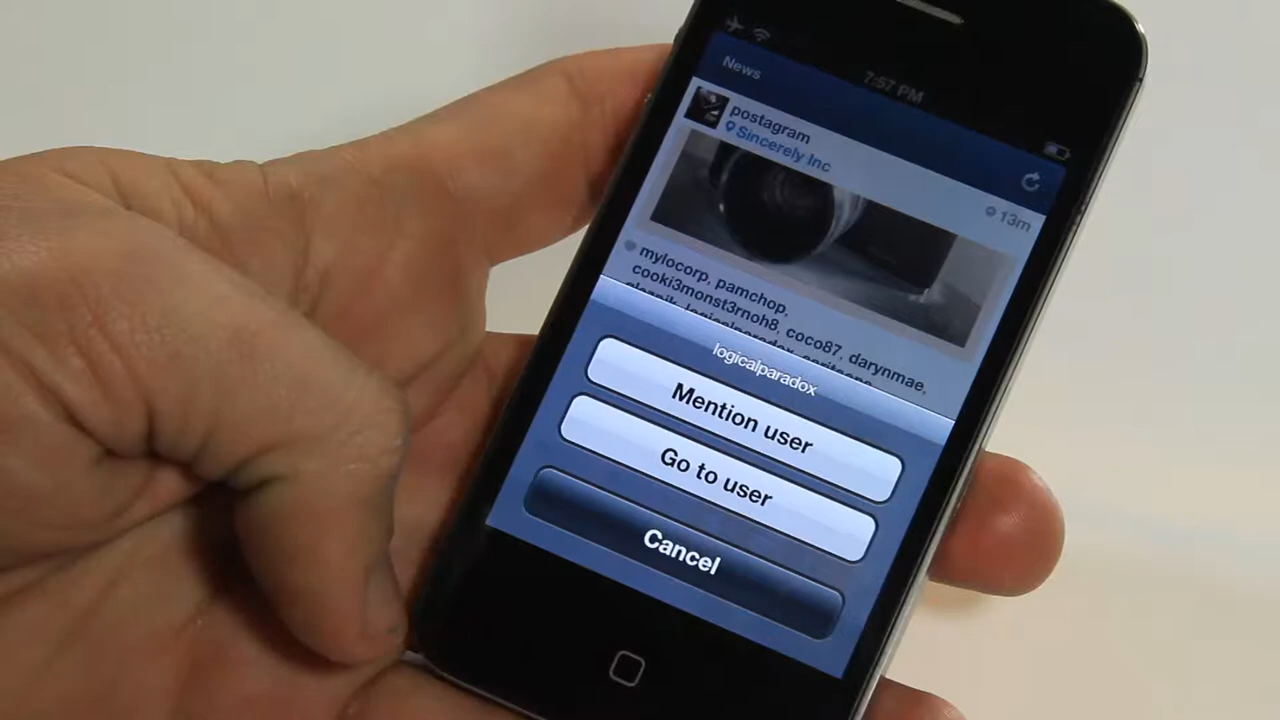 7:57 PM
News
postagram
Sincerely Inc
13m
mylocorp, pamchop,
cooki3monst3rnoh8, coco87, darynmae,
logicalparadox
logicalparadox
Mention user
Go to user
Cancel